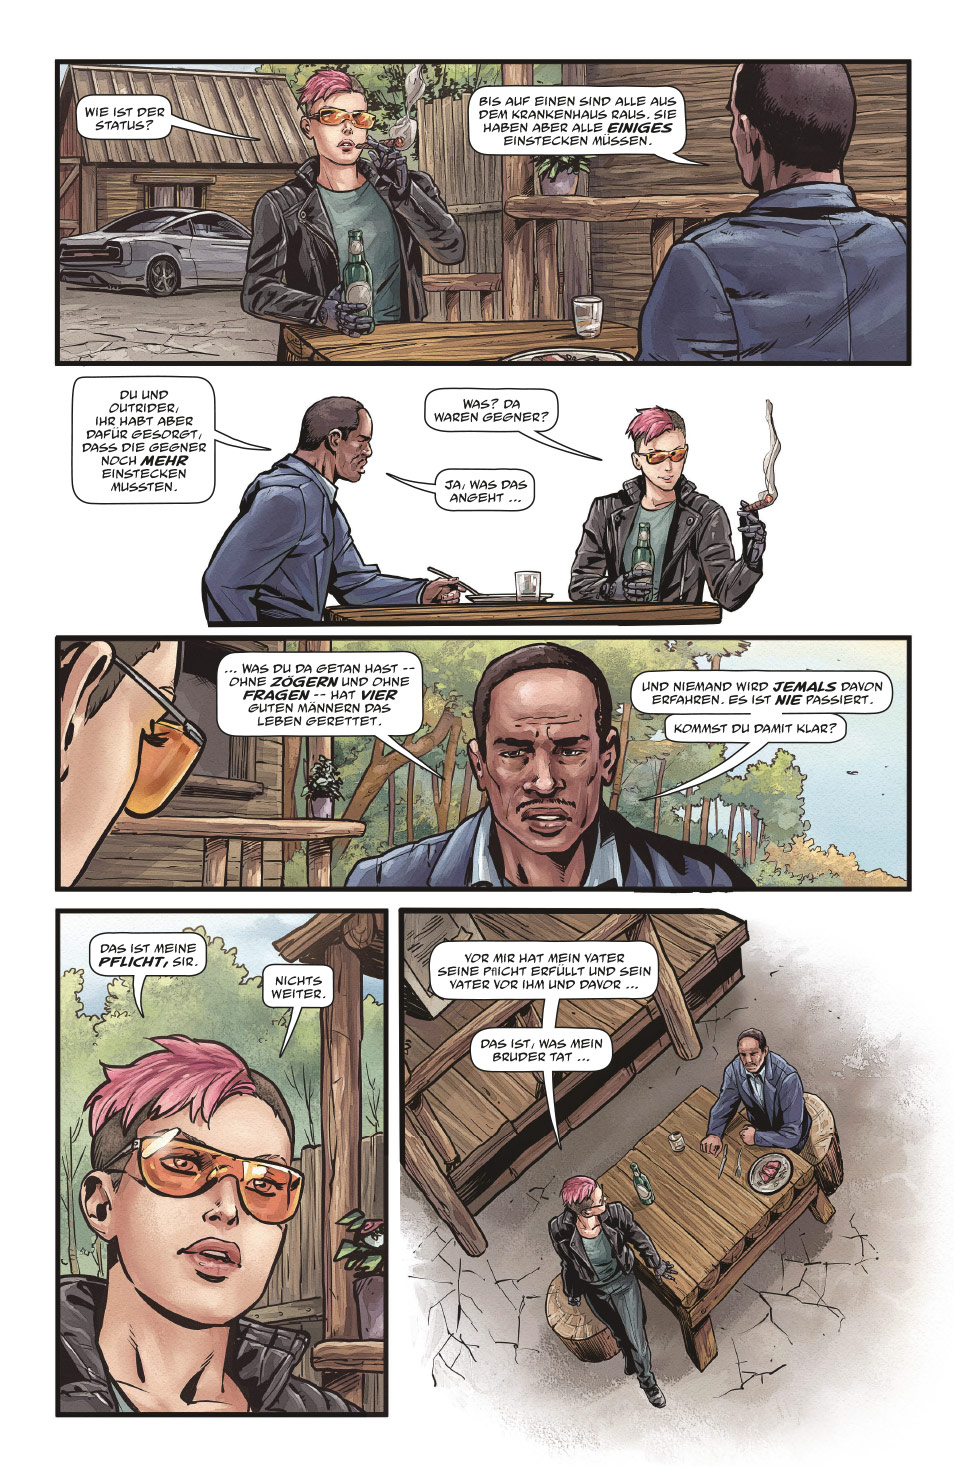 WIE IST DER
STATUS?
BIS AUF EINEN SIND ALLE AUS
DEM KRANKENHAUS RAUS. SIE
HABEN ABER ALLE EINIGES
EINSTECKEN MÜSSEN.
DU UND
OUTRIDER,
IHR HABT ABER
DAFÜR GESORGT,
DASS DIE GEGNER
NOCH MEHR
EINSTECKEN
MUSSTEN.
WAS? DA
WAREN GEGNER?
JA, WAS DAS
ANGEHT ...
... WAS DU DA GETAN HAST --
OHNE ZÖGERN UND OHNE
FRAGEN -- HAT VIER
GUTEN MÄNNERN DAS
LEBEN GERETTET.
UND NIEMAND WIRD JEMALS DAVON
ERFAHREN. ES IST NIE PASSIERT.
KOMMST DU DAMIT KLAR?
DAS IST MEINE
PFLICHT, SIR.
NICHTS
WEITER.
VOR MIR HAT MEIN VATER
SEINE PflICHT ERFÜLLT UND SEIN
VATER VOR IHM UND DAVOR ...
DAS IST, WAS MEIN
BRUDER TAT ...